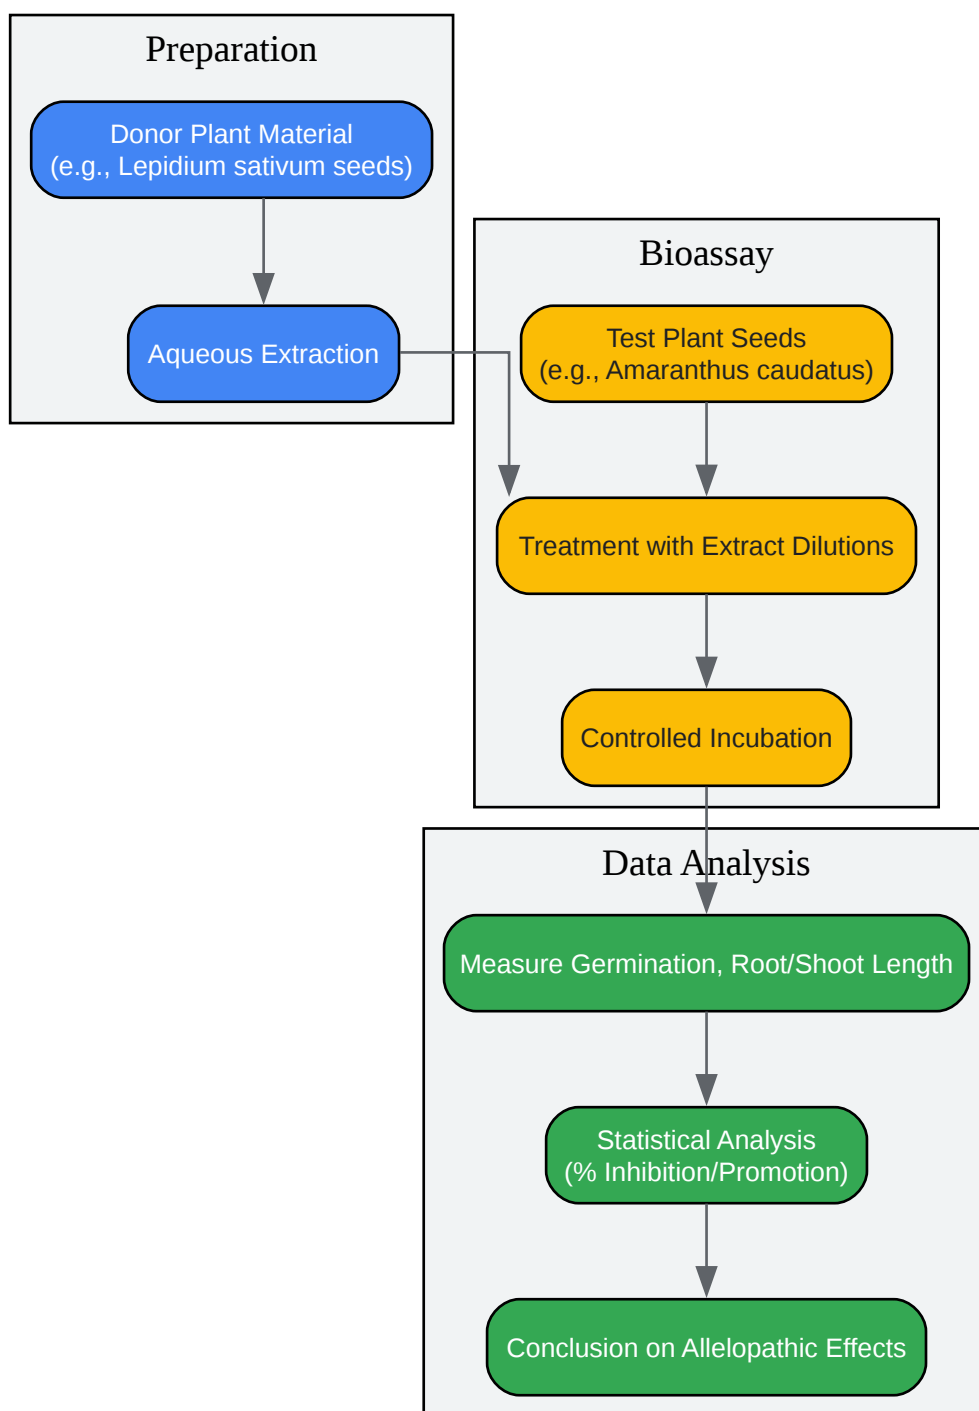 Preparation
Donor Plant Material
(e.g., Lepidium sativum seeds)
Aqueous Extraction
Bioassay
Test Plant Seeds
(e.g., Amaranthus caudatus)
Treatment with Extract Dilutions
Controlled Incubation
Data Analysis
Measure Germination, Root/Shoot Length
Statistical Analysis
(% Inhibition/Promotion)
Conclusion on Allelopathic Effects